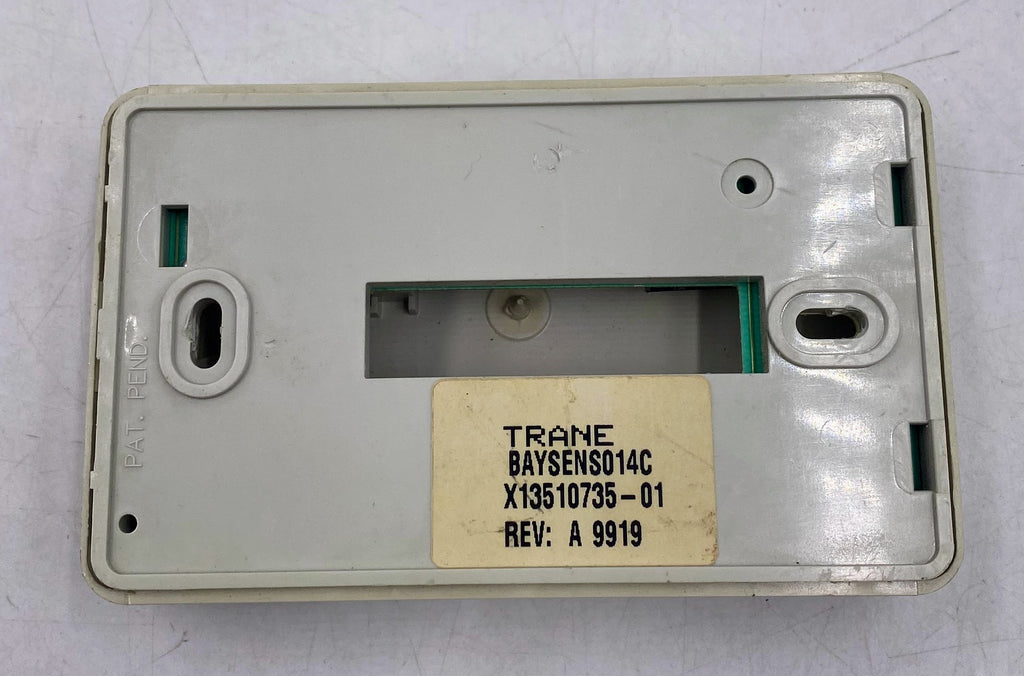 PAT. PEND.
TRANE
BAYSENS014C
X13510735-01
REV: A 9919